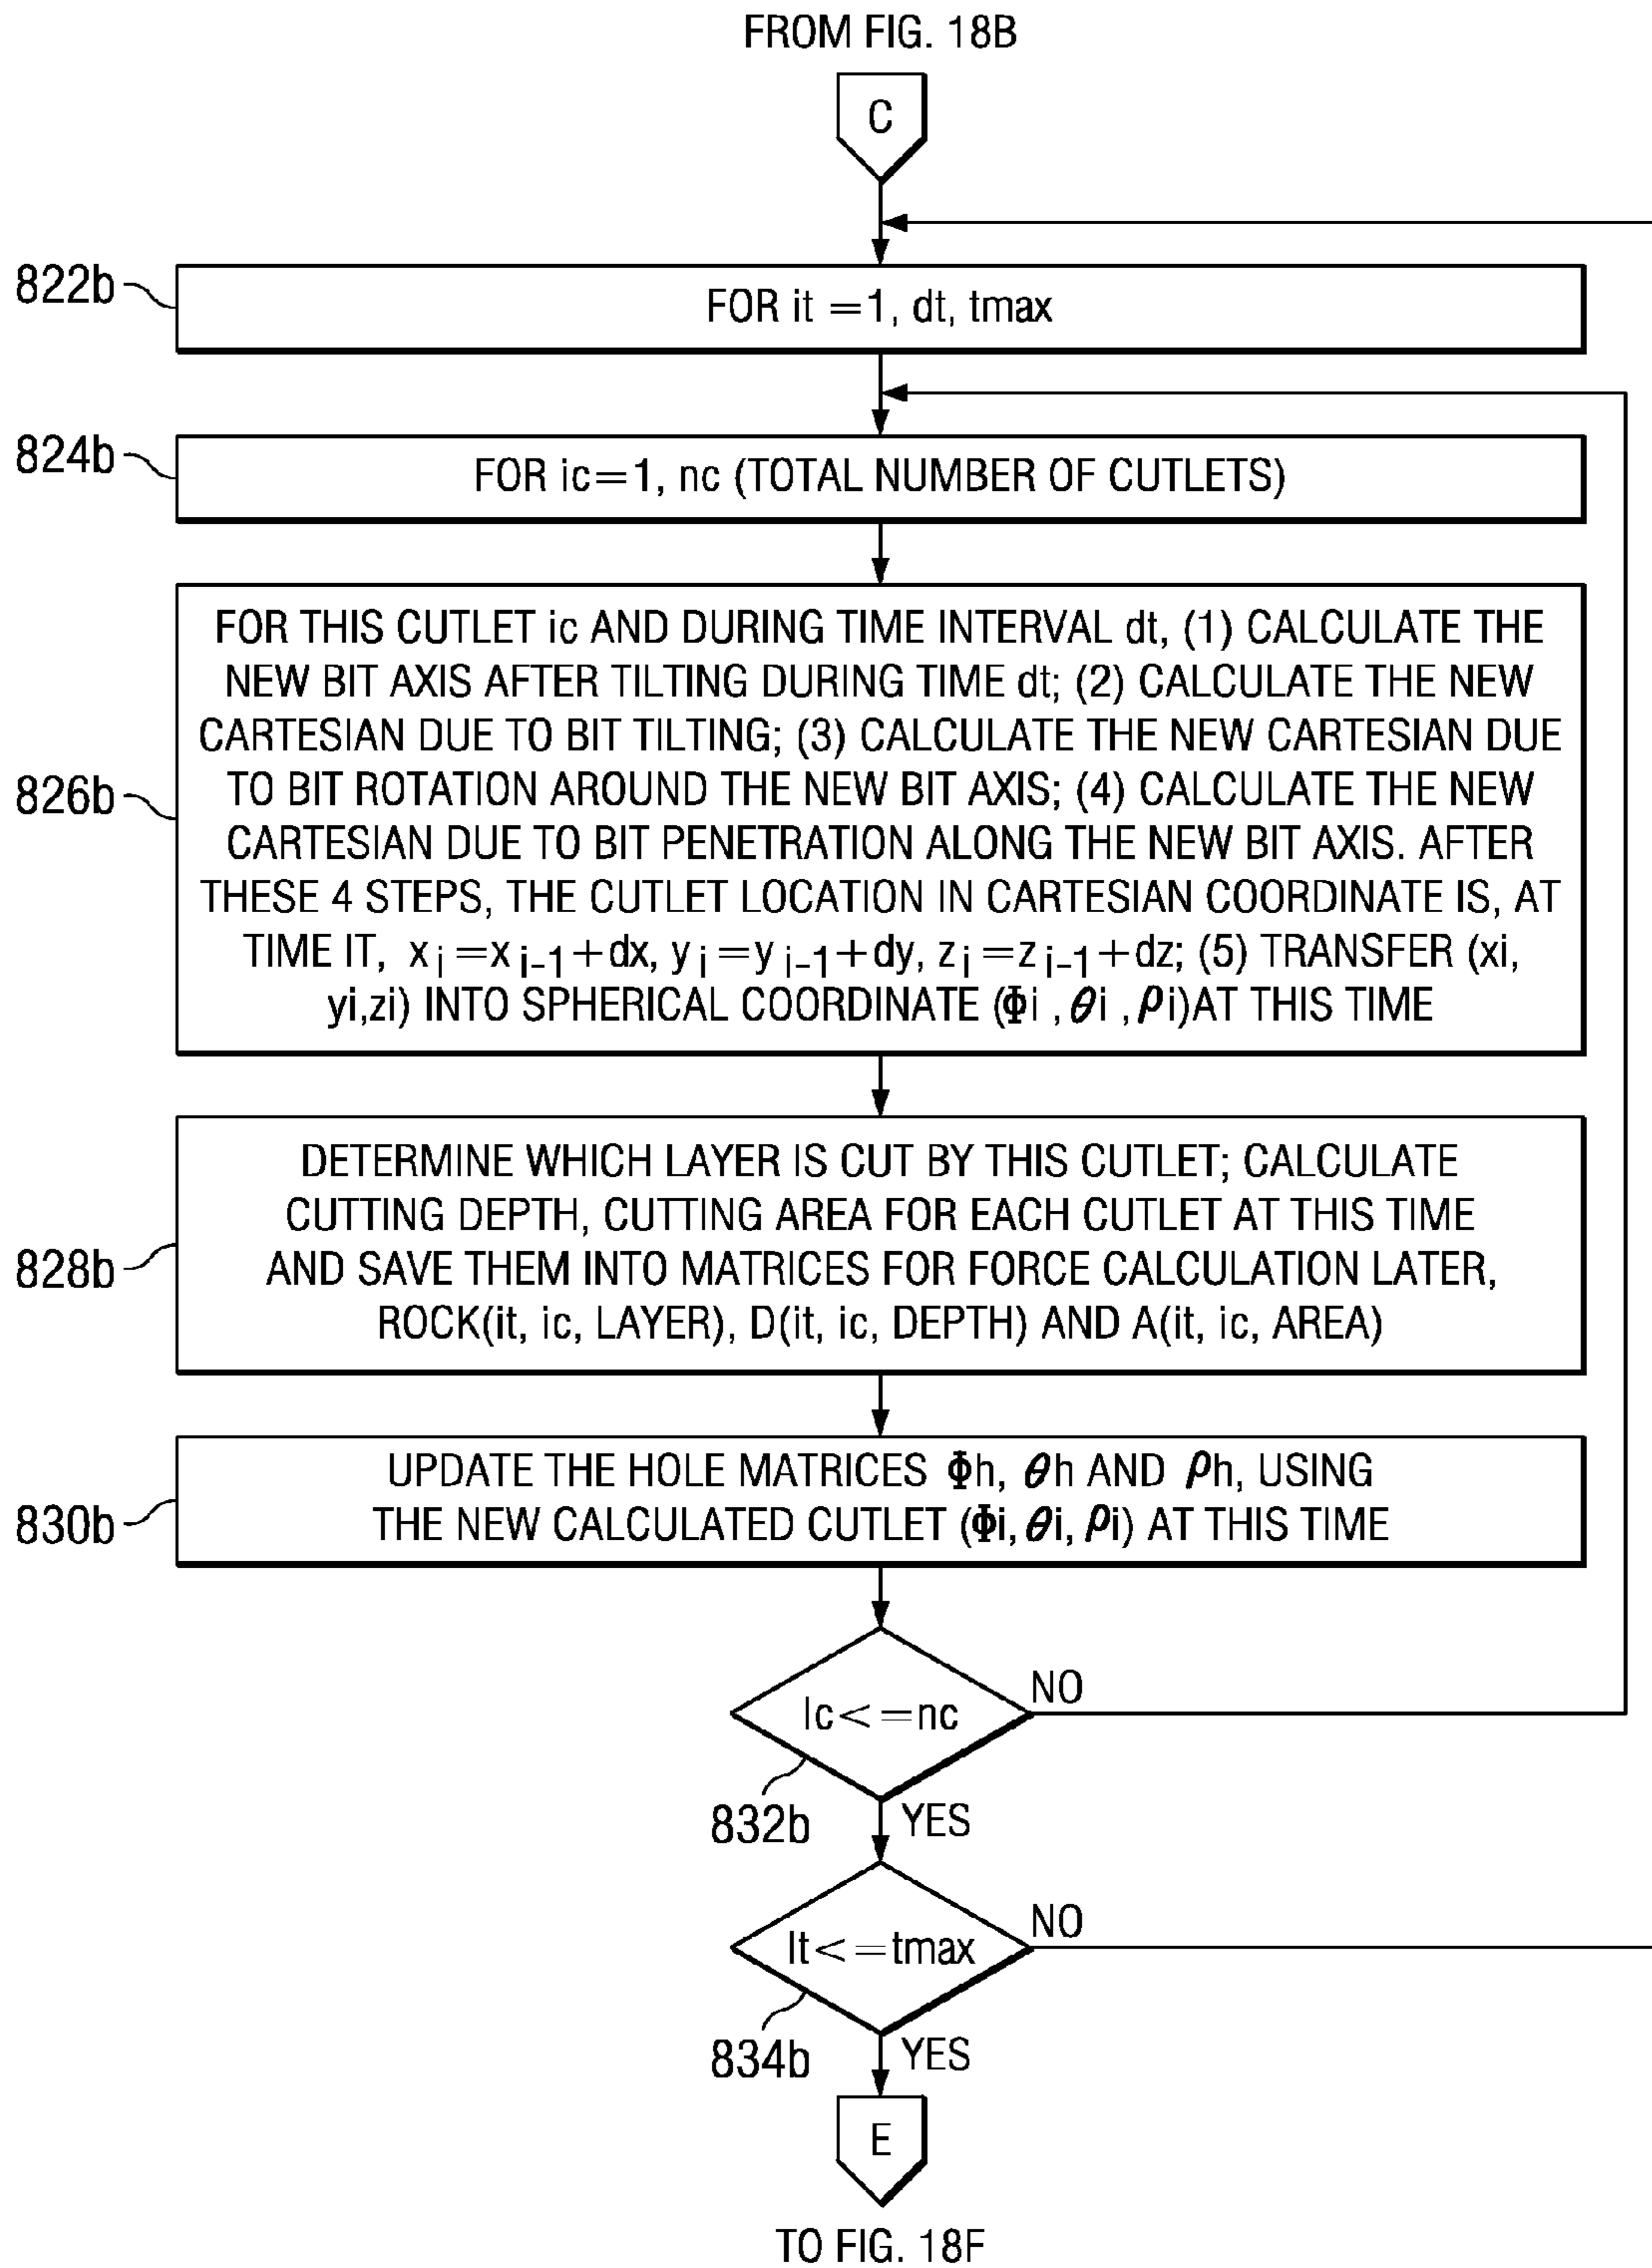 FROM FIG. 18B
C
822b
FOR it =1, dt, tmax
824b
FOR ic=1, nc (TOTAL NUMBER OF CUTLETS)
826b
FOR THIS CUTLET ic AND DURING TIME INTERVAL dt, (1) CALCULATE THE
NEW BIT AXIS AFTER TILTING DURING TIME dt; (2) CALCULATE THE NEW
CARTESIAN DUE TO BIT TILTING; (3) CALCULATE THE NEW CARTESIAN DUE
TO BIT ROTATION AROUND THE NEW BIT AXIS; (4) CALCULATE THE NEW
CARTESIAN DUE TO BIT PENETRATION ALONG THE NEW BIT AXIS. AFTER
THESE 4 STEPS, THE CUTLET LOCATION IN CARTESIAN COORDINATE IS, AT
TIME IT, x i =x i-1 +dx, y i =y i-1 +dy, z i =z i-1 +dz; (5) TRANSFER (xi,
yi,zi) INTO SPHERICAL COORDINATE (Φi ,θi ,ρi)AT THIS TIME
828b
DETERMINE WHICH LAYER IS CUT BY THIS CUTLET; CALCULATE
CUTTING DEPTH, CUTTING AREA FOR EACH CUTLET AT THIS TIME
AND SAVE THEM INTO MATRICES FOR FORCE CALCULATION LATER,
ROCK(it, ic, LAYER), D(it, ic, DEPTH) AND A(it, ic, AREA)
830b
UPDATE THE HOLE MATRICES Φh, θh AND ρh, USING
THE NEW CALCULATED CUTLET (Φi, θi, ρi) AT THIS TIME
Ic<=nc
NO
832b
YES
It<=tmax
NO
834b
YES
E
TO FIG. 18F